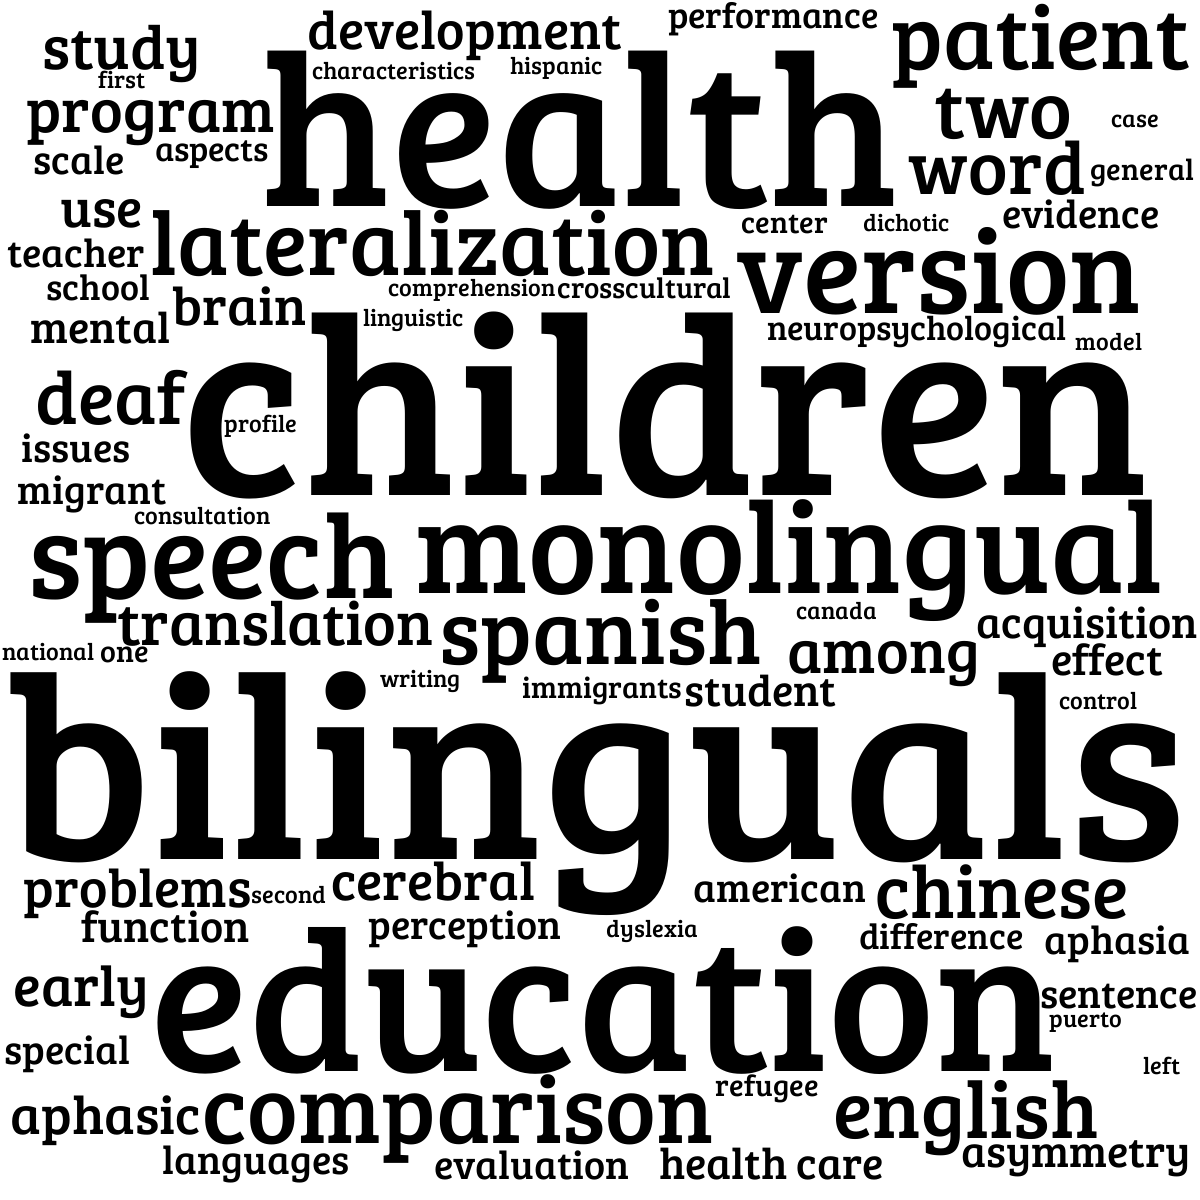 performance
development
patient
study
characteristics
hispanic
first
health
program
two
case
scale
aspects
word
general
use
center
dichotic
evidence
teacher
lateralization
version
school
brain
comprehension
crosscultural
mental
linguistic
neuropsychological
model
deaf
children
profile
issues
migrant
consultation
speech
monolingual
translation
spanish
canada
acquisition
national
one
among
effect
writing
immigrants
student
control
bilinguals
problems
second
cerebral
american
chinese
function
perception
dyslexia
difference
aphasia
early
education
sentence
puerto
special
left
refugee
aphasic
comparison
english
asymmetry
languages
evaluation
health care